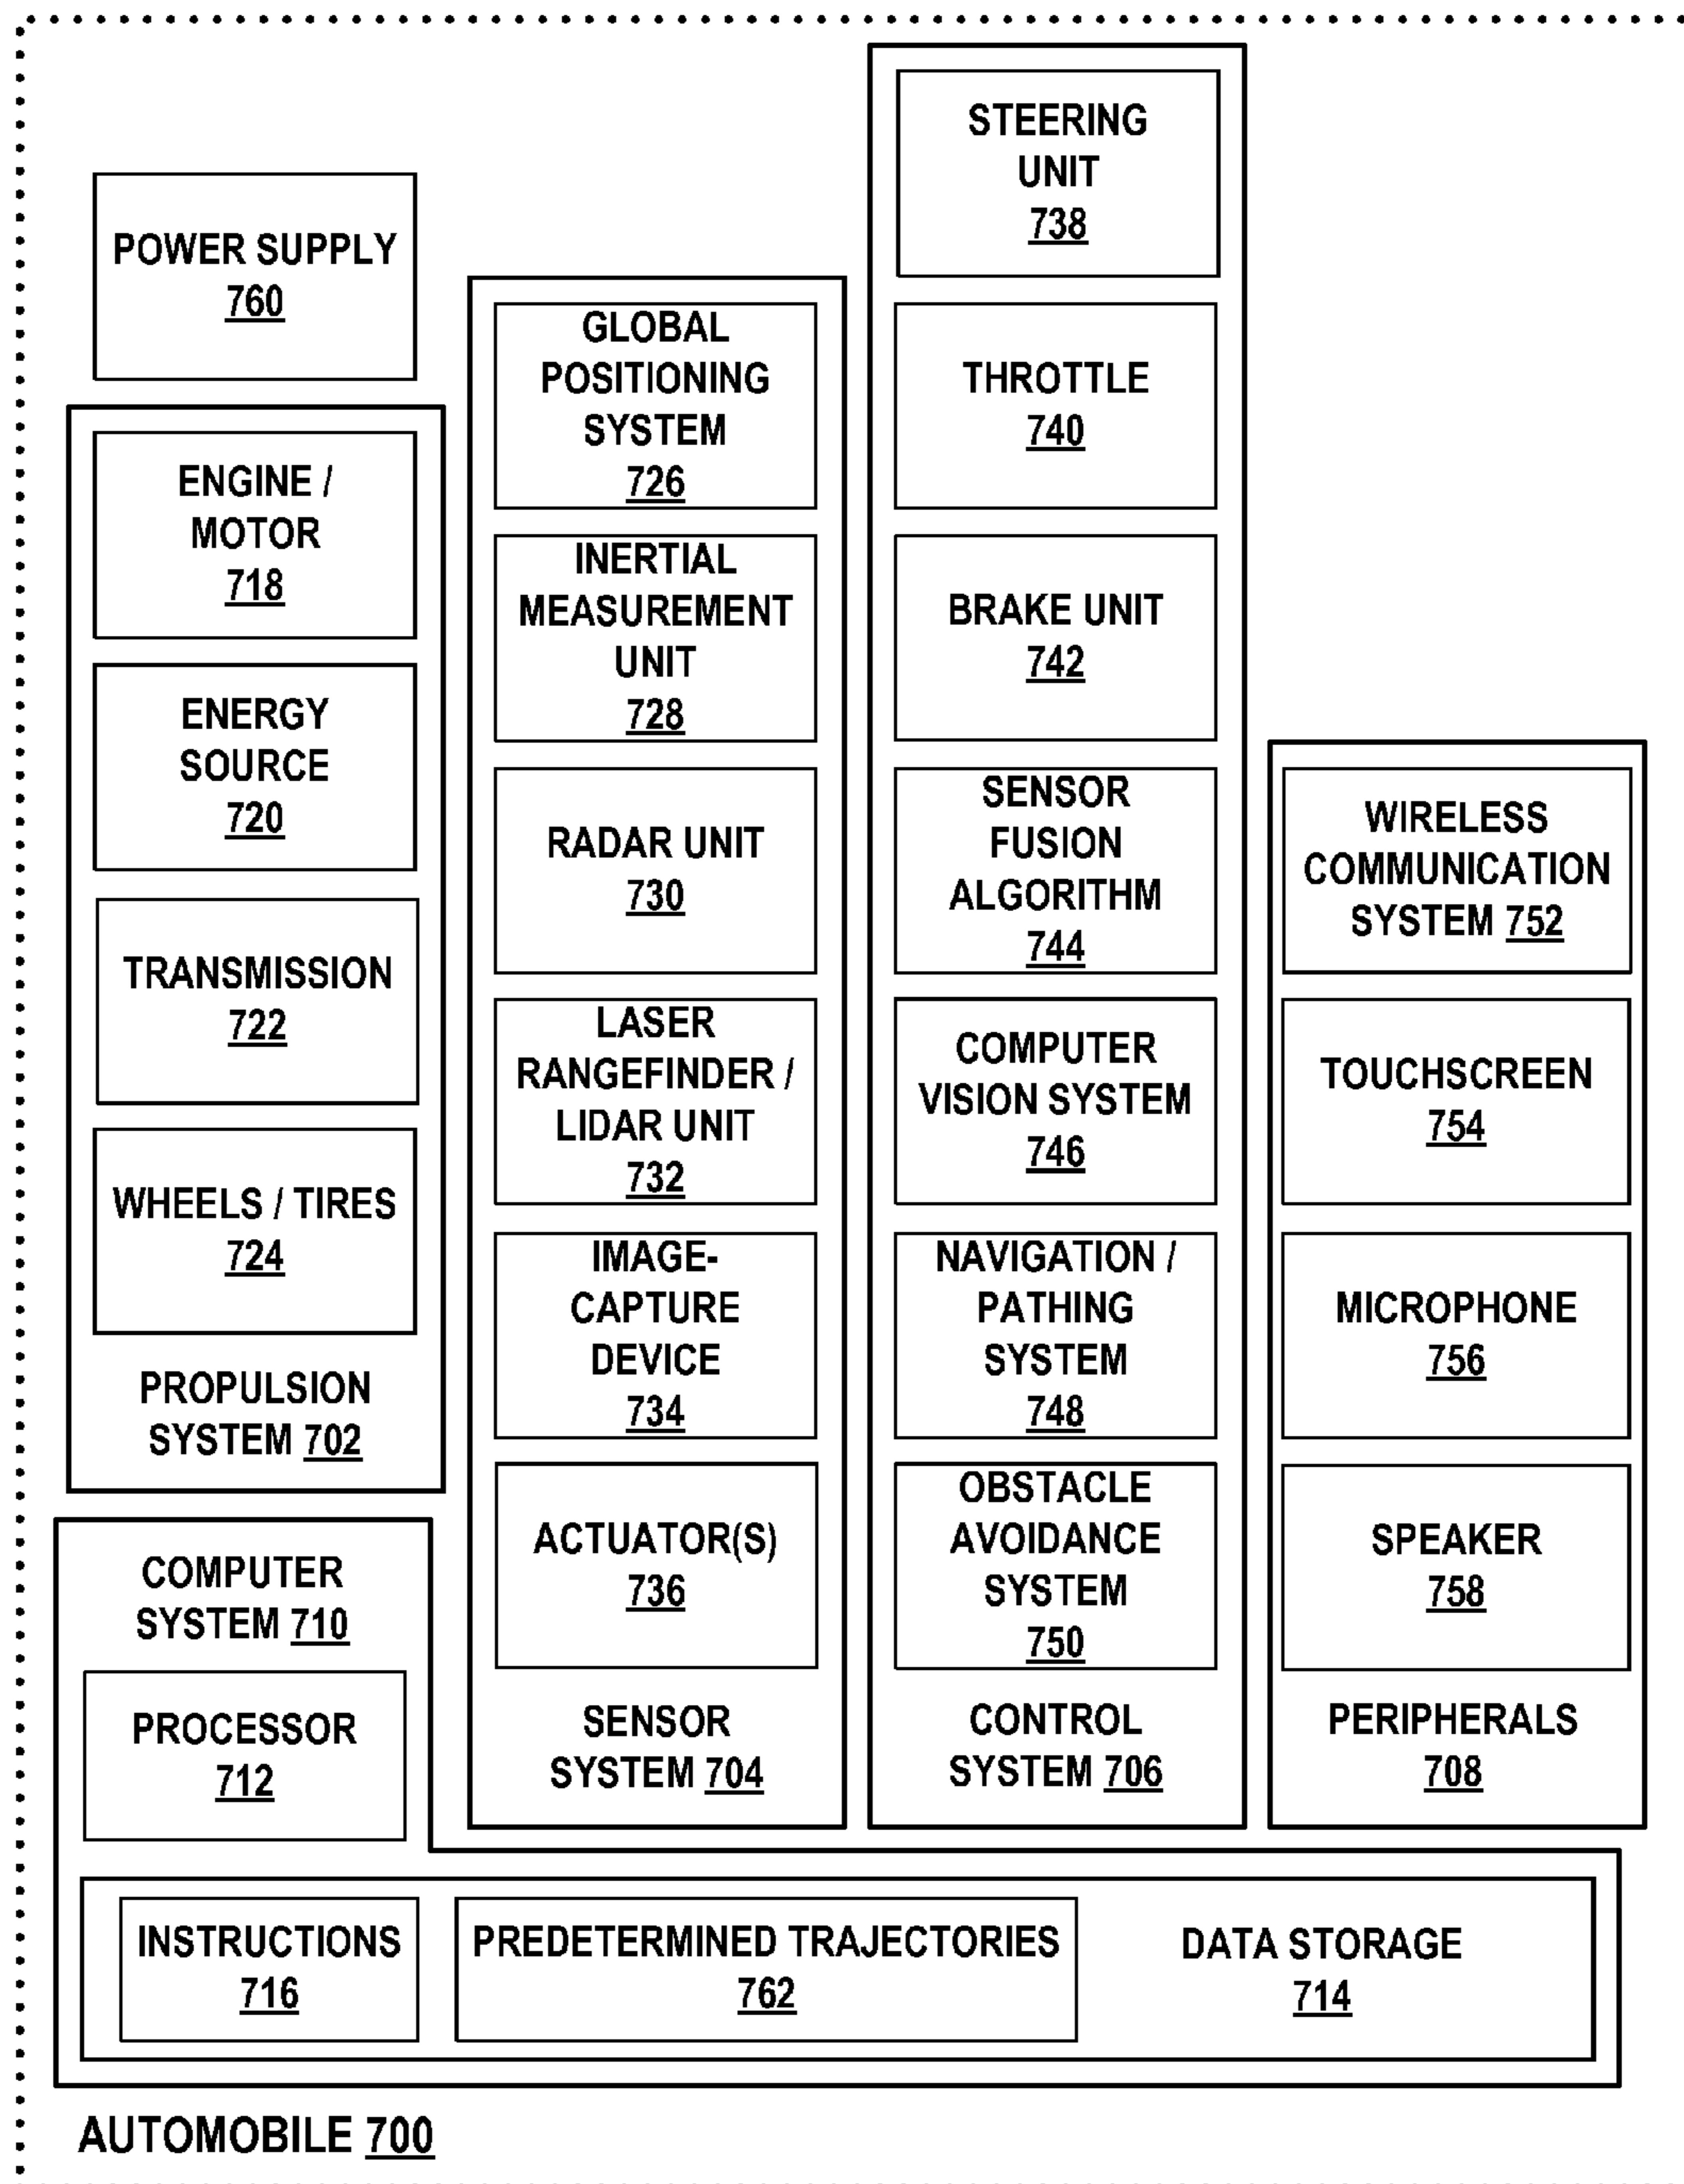 POWER SUPPLY
760
ENGINE /
MOTOR
718
ENERGY
SOURCE
720
TRANSMISSION
722
WHEELS / TIRES
724
PROPULSION
SYSTEM 702
GLOBAL
POSITIONING
SYSTEM
726
INERTIAL
MEASUREMENT
UNIT
728
RADAR UNIT
730
LASER
RANGEFINDER /
LIDAR UNIT
732
IMAGE-
CAPTURE
DEVICE
734
ACTUATOR(S)
736
SENSOR
SYSTEM 704
STEERING
UNIT
738
THROTTLE
740
BRAKE UNIT
742
SENSOR
FUSION
ALGORITHM
744
COMPUTER
VISION SYSTEM
746
NAVIGATION /
PATHING
SYSTEM
748
OBSTACLE
AVOIDANCE
SYSTEM
750
CONTROL
SYSTEM 706
WIRELESS
COMMUNICATION
SYSTEM 752
TOUCHSCREEN
754
MICROPHONE
756
SPEAKER
758
PERIPHERALS
708
COMPUTER
SYSTEM 710
PROCESSOR
712
INSTRUCTIONS
716
PREDETERMINED TRAJECTORIES
762
DATA STORAGE
714
AUTOMOBILE 700